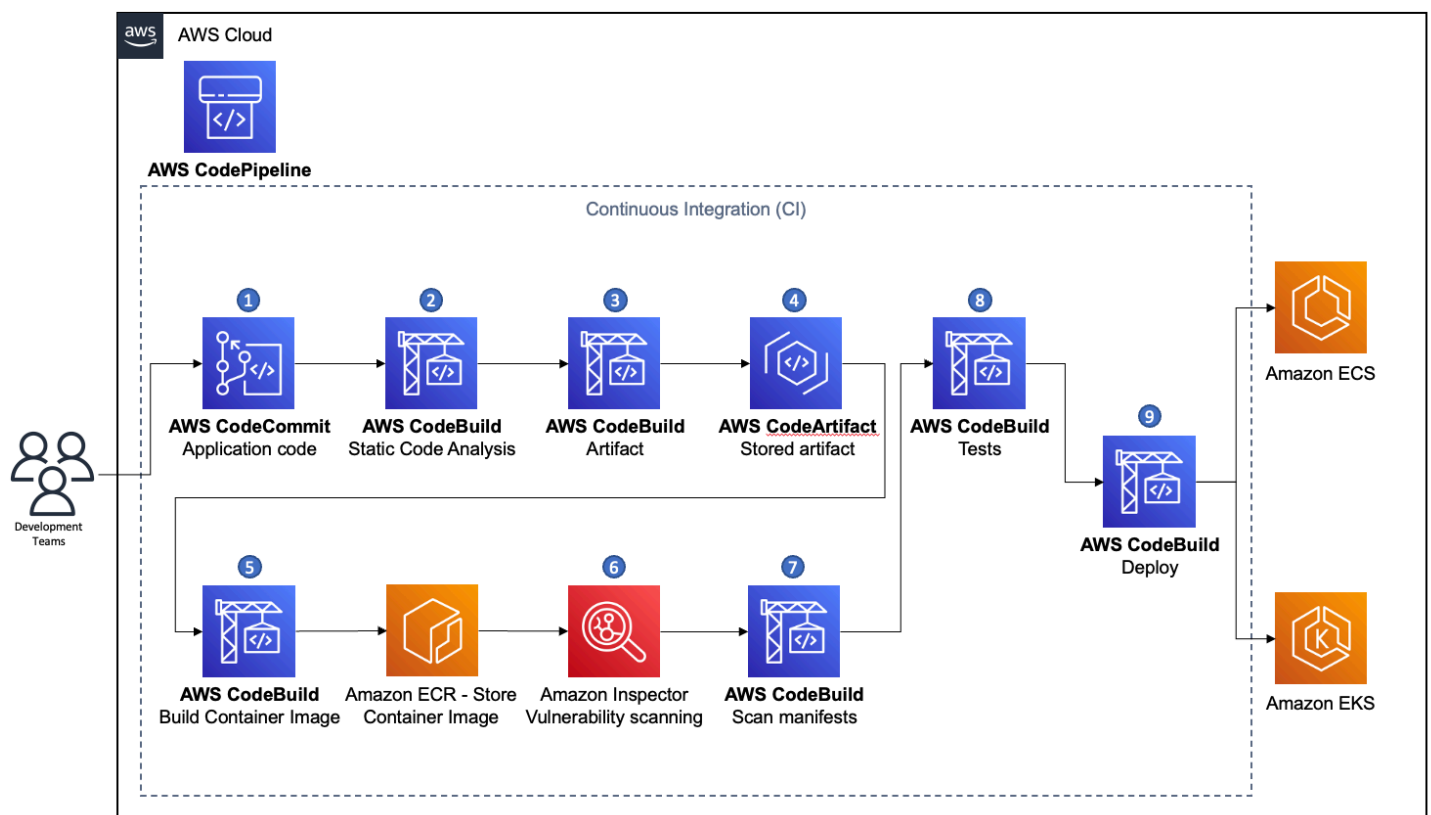 aws
AWS Cloud
</>
AWS CodePipeline
Continuous Integration (CI)
1
2
3
4
8
</>
</>
</>
</>
</>
AWS CodeCommit
Application code
AWS CodeBuild
Static Code Analysis
AWS CodeBuild
Artifact
AWS CodeArtifact
Stored artifact
AWS CodeBuild
Tests
Amazon ECS
9
</>
AWS CodeBuild
Deploy
Development
Teams
5
6
7
</>
</>
AWS CodeBuild
Build Container Image
Amazon ECR - Store
Container Image
Amazon Inspector
Vulnerability scanning
AWS CodeBuild
Scan manifests
K
Amazon EKS